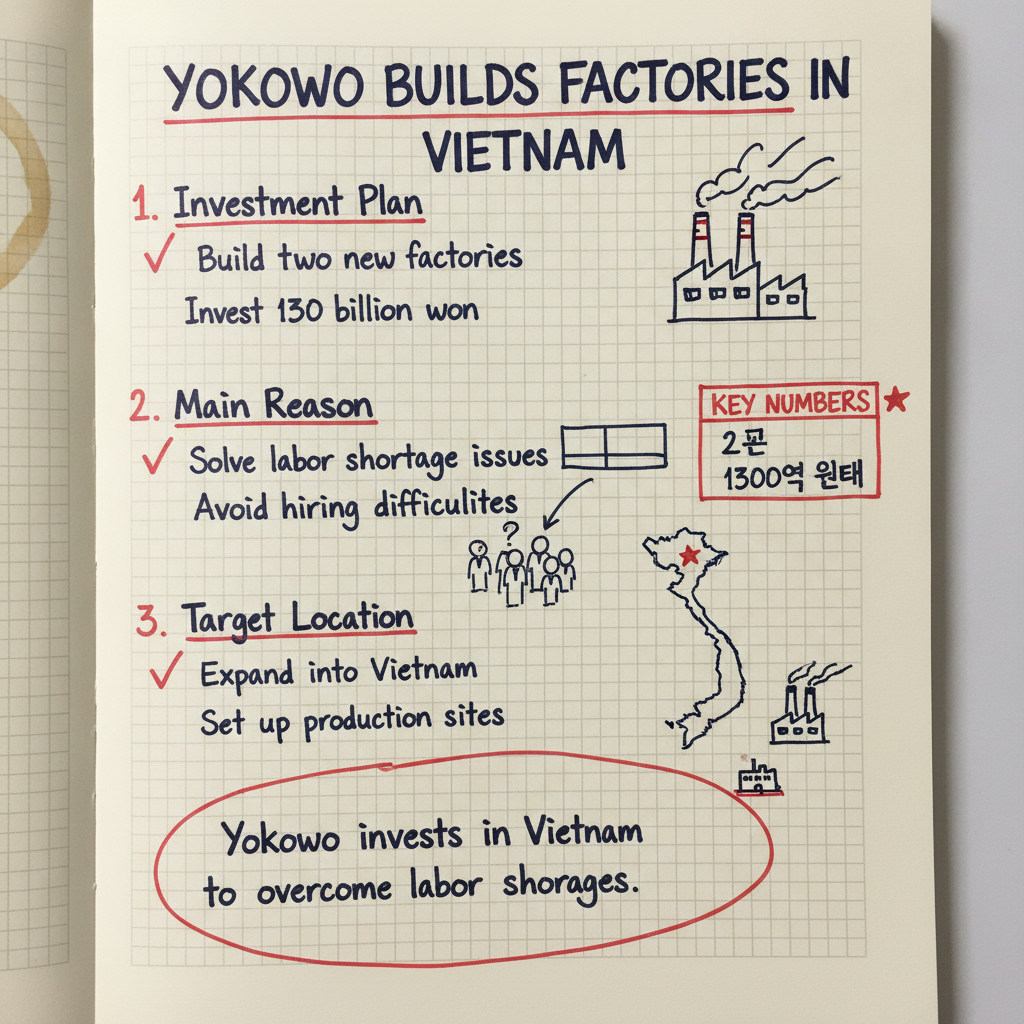 YOKOWO BUILDS FACTORIES IN
VIETNAM
1. Investment Plan
✓ Build two new factories
Invest 130 billion won
2. Main Reason
✓ Solve labor shortage issues
Avoid hiring difficulites
?
KEY NUMBERS
2곳
1300역 원태
3. Target Location
✓ Expand into Vietnam
Set up production sites
Yokowo invests in Vietnam
to overcome labor shorages.